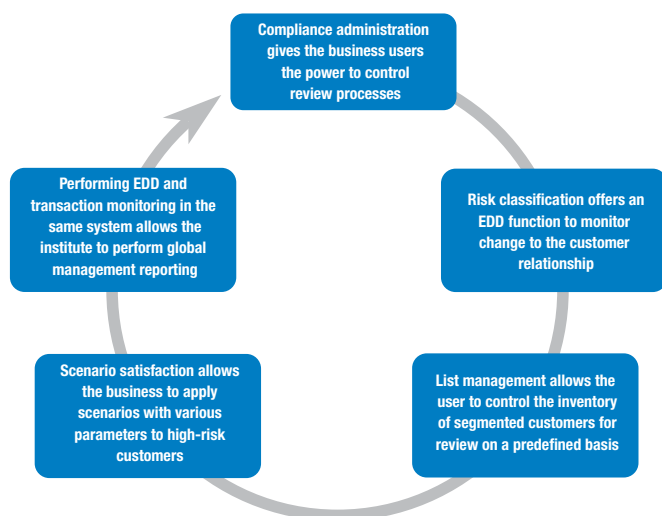 Compliance administration
gives the business users
the power to control
review processes
Risk classification offers an
EDD function to monitor
change to the customer
relationship
List management allows the
user to control the inventory
of segmented customers for
review on a predefined basis
Scenario satisfaction allows
the business to apply
scenarios with various
parameters to high-risk
customers
Performing EDD and
transaction monitoring in the
same system allows the
institute to perform global
management reporting